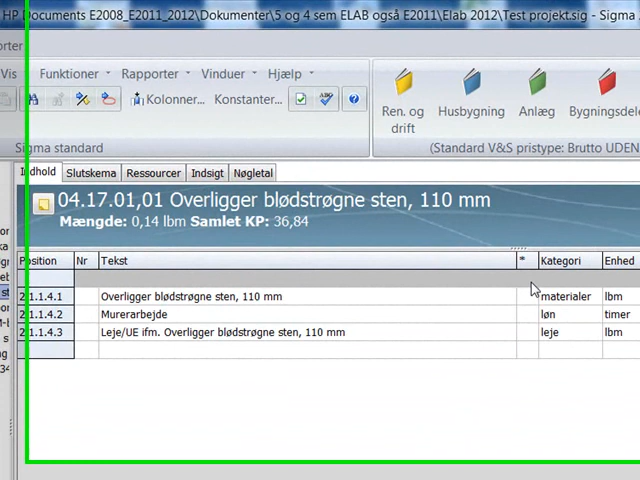 HP Documents E2008_E2011_2012\Dokumenter\5 og 4 sem ELAB også E2011\Elab 2012\Test projekt.sig - Sigma
orter
Vis Funktioner Rapporter Vinduer Hjælp
Kolonner... Konstanter... ABC ?
Ren. og drift Husbygning Anlæg Bygningsdele
Sigma standard (Standard V&S pristype: Brutto UDEN
Indhold Slutskema Ressourcer Indsigt Nøgletal
04.17.01,01 Overligger blødstrøgne sten, 110 mm
Mængde: 0,14 lbm Samlet KP: 36,84
Position Nr Tekst * Kategori Enhed
2.1.1.4.1 Overligger blødstrøgne sten, 110 mm materialer lbm
2.1.1.4.2 Murerarbejde løn timer
2.1.1.4.3 Leje/UE ifm. Overligger blødstrøgne sten, 110 mm leje lbm